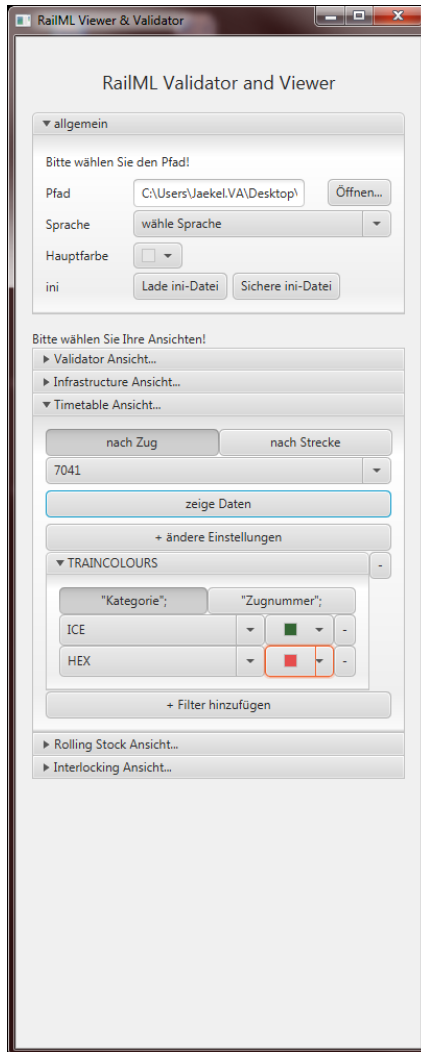 RailML Viewer & Validator
RailML Validator and Viewer
allgemein
Bitte wählen Sie den Pfad!
Pfad C:\Users\Jaekel.VA\Desktop\ Öffnen...
Sprache wähle Sprache
Hauptfarbe
ini Lade ini-Datei Sichere ini-Datei
Bitte wählen Sie Ihre Ansichten!
Validator Ansicht...
Infrastructure Ansicht...
Timetable Ansicht...
nach Zug nach Strecke
7041
zeige Daten
+ ändere Einstellungen
TRAINCOLOURS -
"Kategorie"; "Zugnummer";
ICE -
HEX -
+ Filter hinzufügen
Rolling Stock Ansicht...
Interlocking Ansicht...